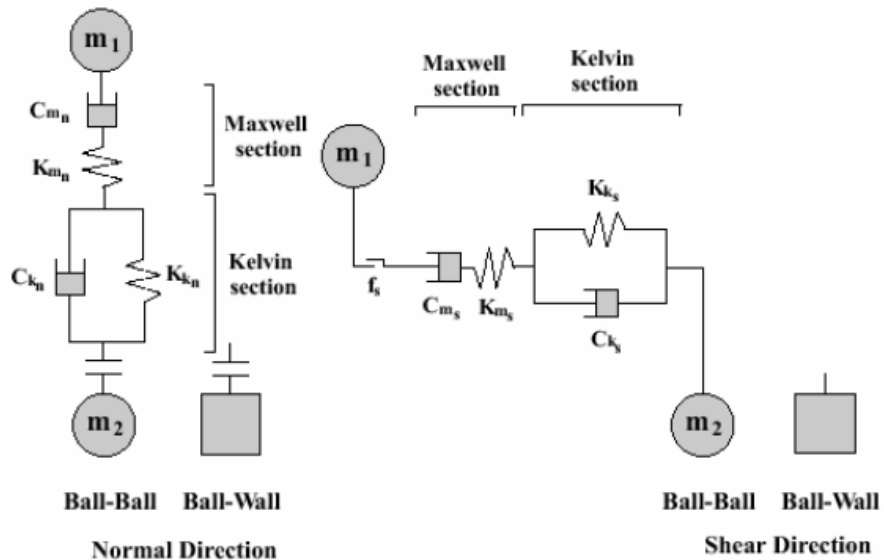 m1
Cmn
Kmn
Maxwell
section
Ckn
Kkn
Kelvin
section
m2
Ball-Ball
Ball-Wall
Normal Direction
Maxwell
section
Kelvin
section
m1
fs
Cms
Kms
Kks
Cks
m2
Ball-Ball
Ball-Wall
Shear Direction